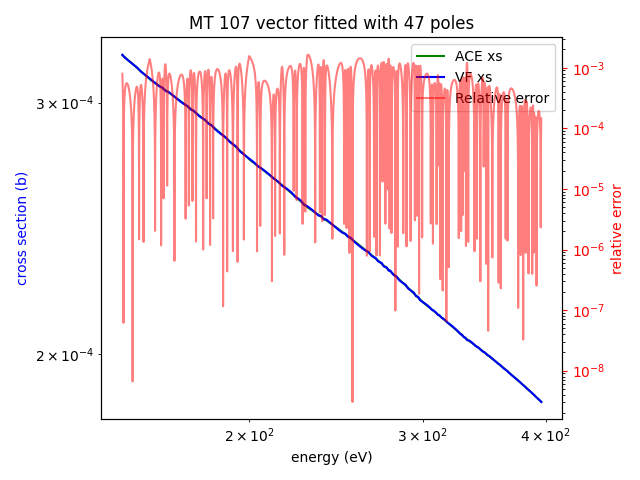 MT 107 vector fitted with 47 poles
ACE xs
VF xs
Relative error
3 × 10⁻⁴
2 × 10⁻⁴
cross section (b)
10⁻³
10⁻⁴
10⁻⁵
10⁻⁶
10⁻⁷
10⁻⁸
relative error
2 × 10²
3 × 10²
4 × 10²
energy (eV)